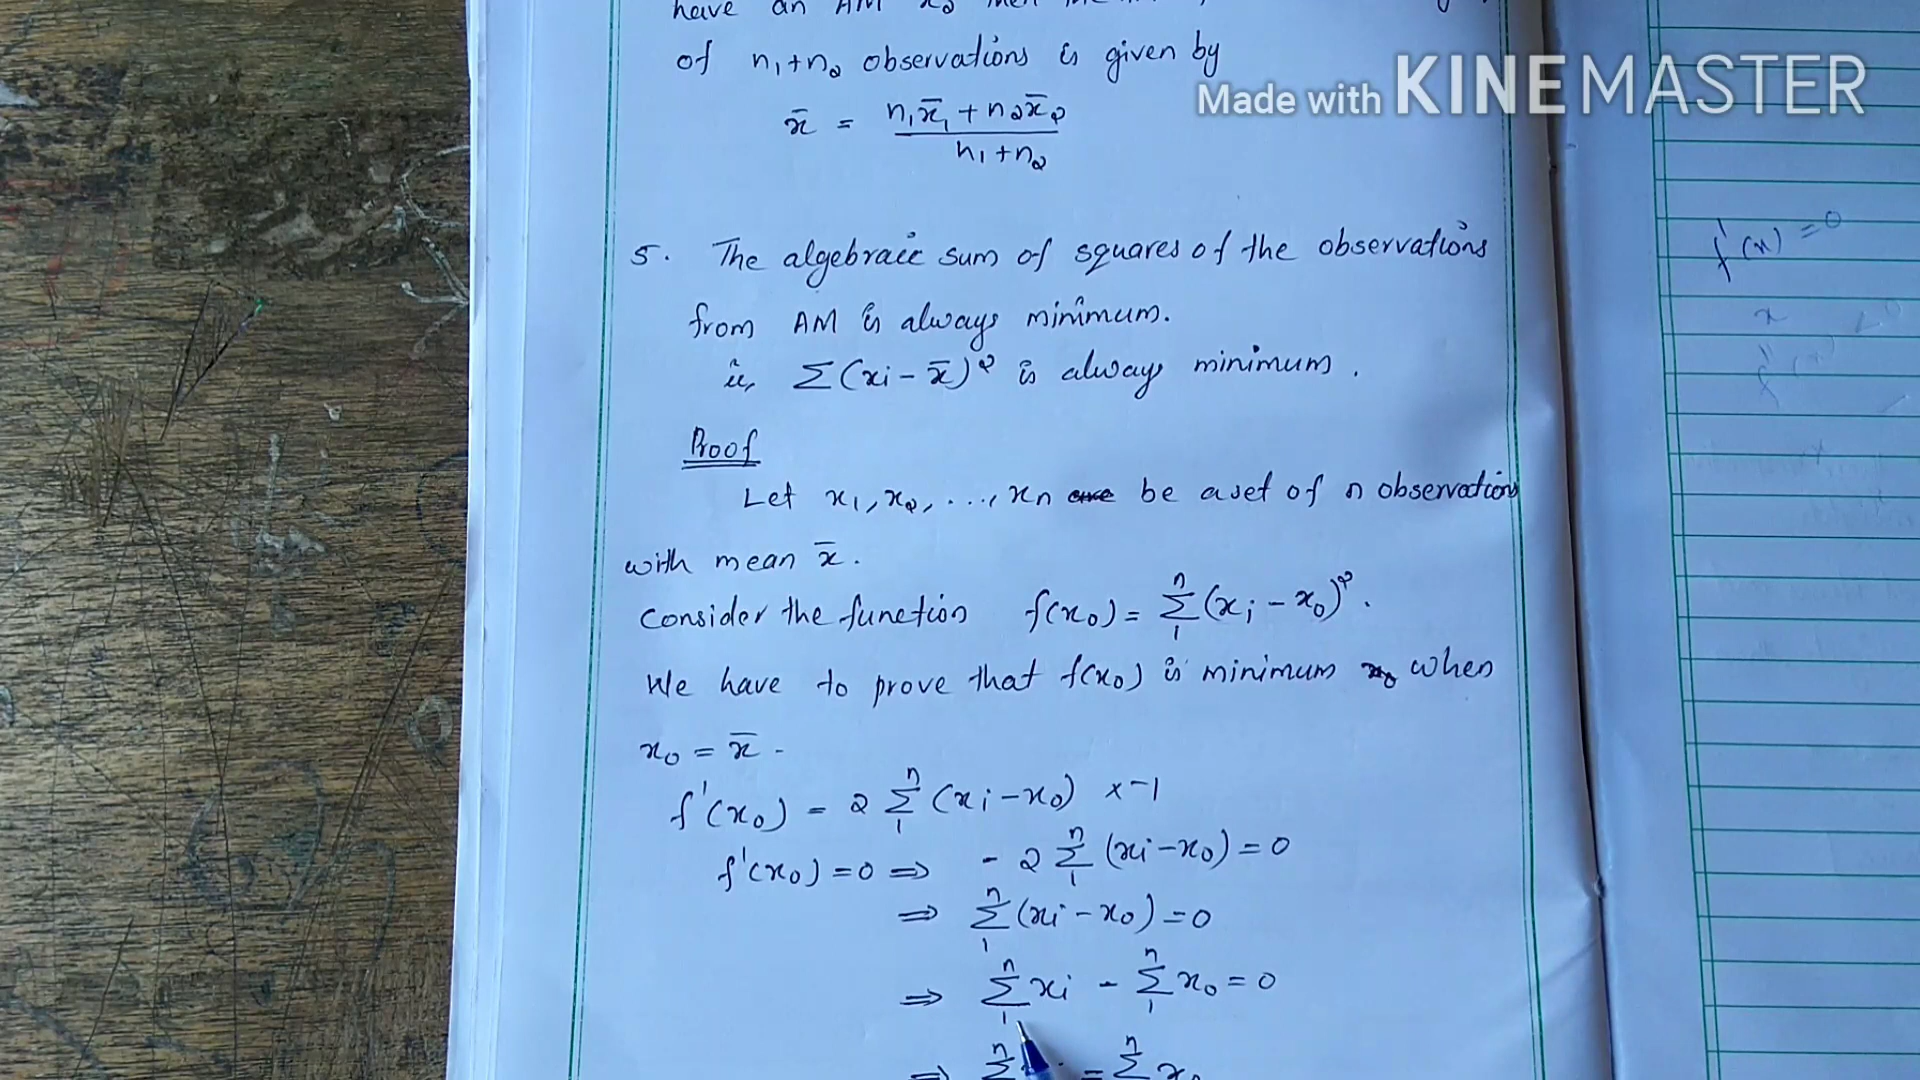 have an AM
of n₁+n₂ observations is given by
x̄ = (n₁x̄₁ + n₂x̄₂) / (n₁+n₂)
Made with KINEMASTER
5. The algebraic sum of squares of the observations
from AM is always minimum.
ie, Σ(xi - x̄)² is always minimum.
Proof
Let x₁, x₂, ..., xn be a set of n observations
with mean x̄.
Consider the function f(x₀) = Σ₁ⁿ (xi - x₀)².
We have to prove that f(x₀) is minimum when
x₀ = x̄.
f'(x₀) = 2 Σ₁ⁿ (xi - x₀) × -1
f'(x₀) = 0 ⇒ - 2 Σ₁ⁿ (xi - x₀) = 0
⇒ Σ₁ⁿ (xi - x₀) = 0
⇒ Σ₁ⁿ xi - Σ₁ⁿ x₀ = 0
f'(x) = 0
x